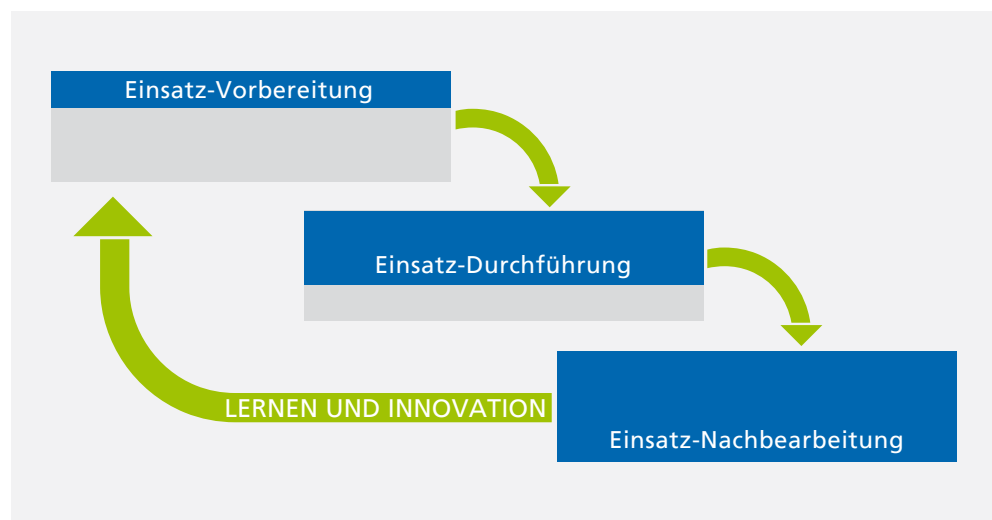 Einsatz-Vorbereitung
Einsatz-Durchführung
LERNEN UND INNOVATION
Einsatz-Nachbearbeitung